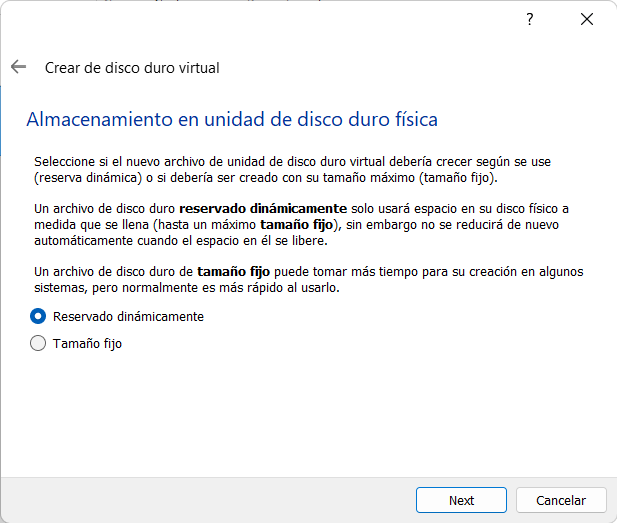 ?
Crear de disco duro virtual
Almacenamiento en unidad de disco duro física
Seleccione si el nuevo archivo de unidad de disco duro virtual debería crecer según se use
(reserva dinámica) o si debería ser creado con su tamaño máximo (tamaño fijo).
Un archivo de disco duro reservado dinámicamente solo usará espacio en su disco físico a
medida que se llena (hasta un máximo tamaño fijo), sin embargo no se reducirá de nuevo
automáticamente cuando el espacio en él se libere.
Un archivo de disco duro de tamaño fijo puede tomar más tiempo para su creación en algunos
sistemas, pero normalmente es más rápido al usarlo.
Reservado dinámicamente
Tamaño fijo
Next
Cancelar